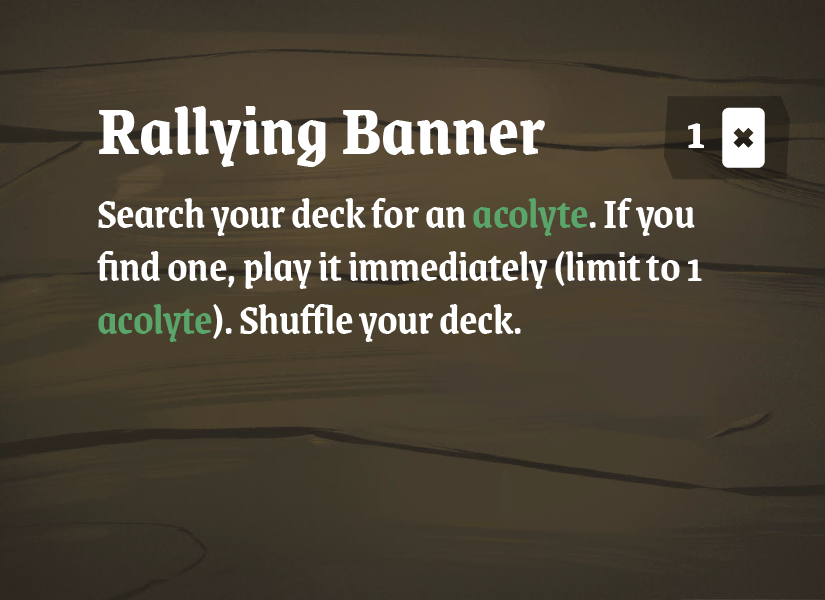 Rallying Banner
1
Search your deck for an acolyte. If you
find one, play it immediately (limit to 1
acolyte). Shuffle your deck.